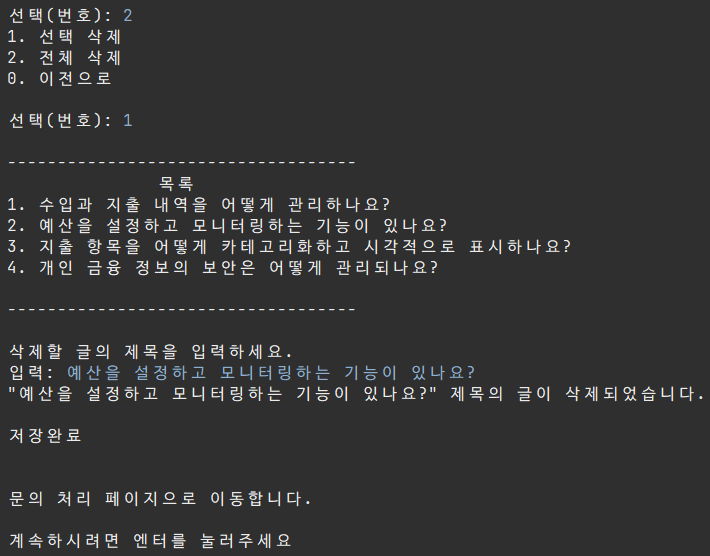 선택(번호): 2
1. 선택 삭제
2. 전체 삭제
0. 이전으로
선택(번호): 1
-----------------------------------
목록
1. 수입과 지출 내역을 어떻게 관리하나요?
2. 예산을 설정하고 모니터링하는 기능이 있나요?
3. 지출 항목을 어떻게 카테고리화하고 시각적으로 표시하나요?
4. 개인 금융 정보의 보안은 어떻게 관리되나요?
-----------------------------------
삭제할 글의 제목을 입력하세요.
입력: 예산을 설정하고 모니터링하는 기능이 있나요?
"예산을 설정하고 모니터링하는 기능이 있나요?" 제목의 글이 삭제되었습니다.
저장완료
문의 처리 페이지으로 이동합니다.
계속하시려면 엔터를 눌러주세요